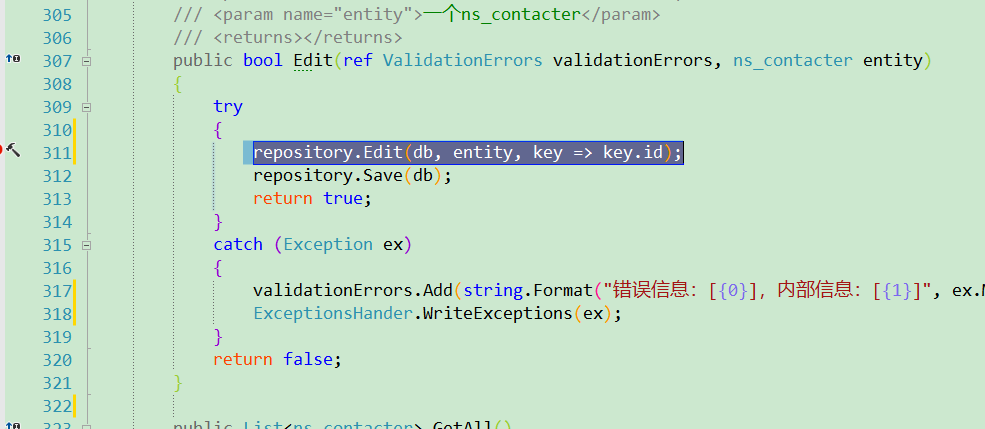 305 /// <param name="entity">一个ns_contacter</param>
306 /// <returns></returns>
307 public bool Edit(ref ValidationErrors validationErrors, ns_contacter entity)
308 {
309 try
310 {
311 repository.Edit(db, entity, key => key.id);
312 repository.Save(db);
313 return true;
314 }
315 catch (Exception ex)
316 {
317 validationErrors.Add(string.Format("错误信息：[{0}]，内部信息：[{1}]", ex.
318 ExceptionsHander.WriteExceptions(ex);
319 }
320 return false;
321 }
322
323 public List<ns_contacter> GetAll()